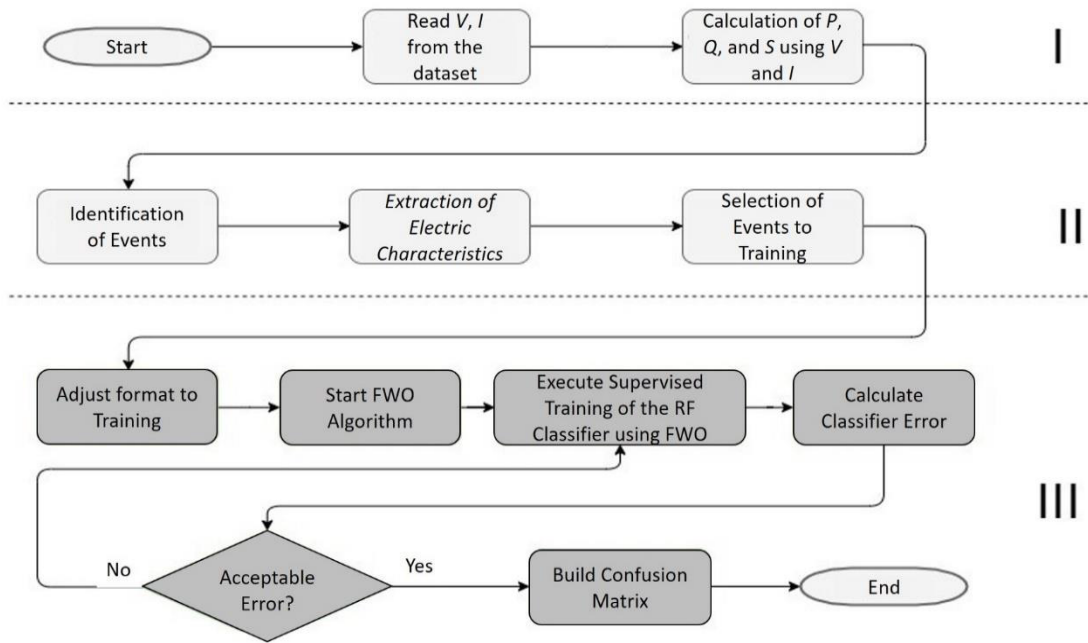 Start
Read V, I
from the
dataset
Calculation of P,
Q, and S using V
and I
I
Identification
of Events
Extraction of
Electric
Characteristics
Selection of
Events to
Training
II
Adjust format to
Training
Start FWO
Algorithm
Execute Supervised
Training of the RF
Classifier using FWO
Calculate
Classifier Error
III
No
Acceptable
Error?
Yes
Build Confusion
Matrix
End